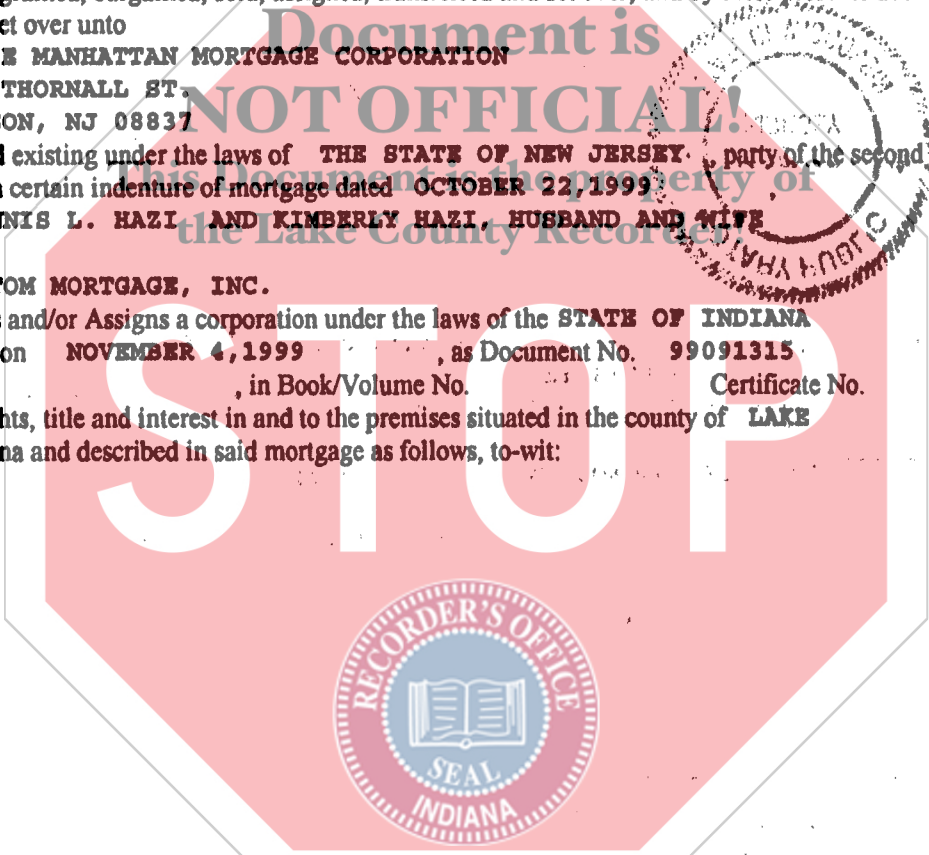 et over unto
E MANHATTAN MORTGAGE CORPORATION
THORNALL ST.
ON, NJ 08837
existing under the laws of THE STATE OF NEW JERSEY. , party of the second
certain indenture of mortgage dated OCTOBER 22,1999 ,
NIS L. HAZI AND KIMBERLY HAZI, HUSBAND AND WIFE
OM MORTGAGE, INC.
and/or Assigns a corporation under the laws of the STATE OF INDIANA
on NOVEMBER 4,1999 , as Document No. 99091315
, in Book/Volume No. Certificate No.
hts, title and interest in and to the premises situated in the county of LAKE
na and described in said mortgage as follows, to-wit:
Document is
NOT OFFICIAL!
This Document is the property of
the Lake County Recorder!
STOP
RECORDER'S OFFICE
SEAL
INDIANA